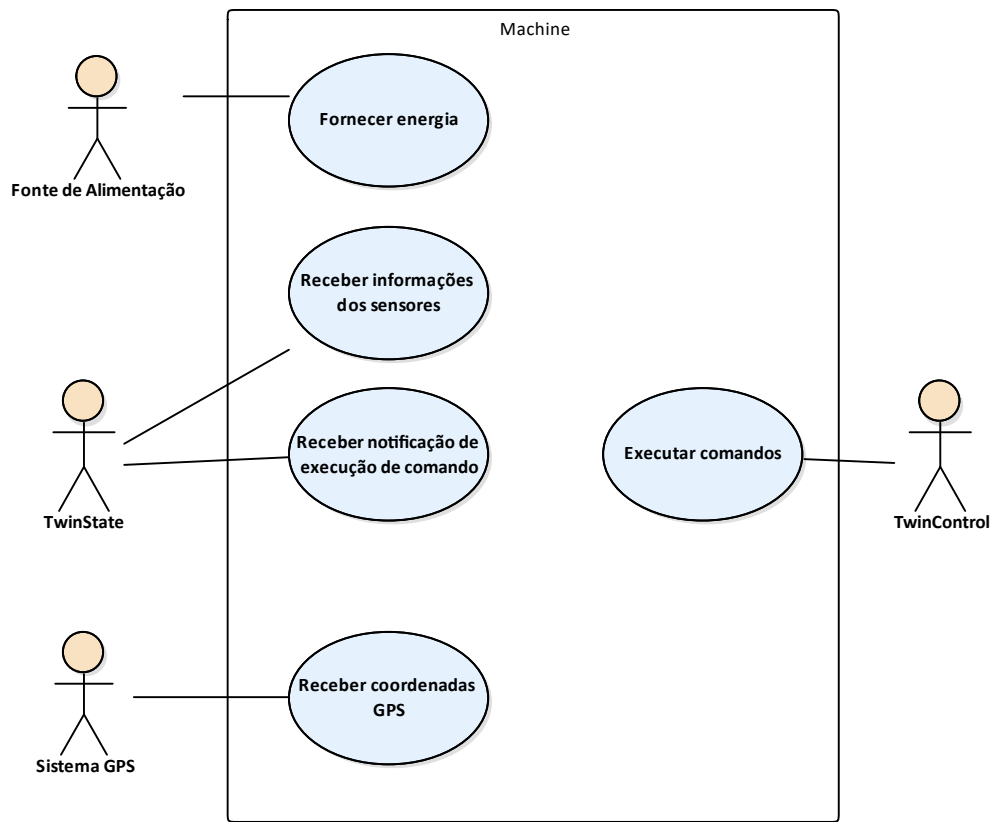 Machine
Fornecer energia
Fonte de Alimentação
Receber informações
dos sensores
Receber notificação de
execução de comando
Executar comandos
TwinState
TwinControl
Receber coordenadas
GPS
Sistema GPS